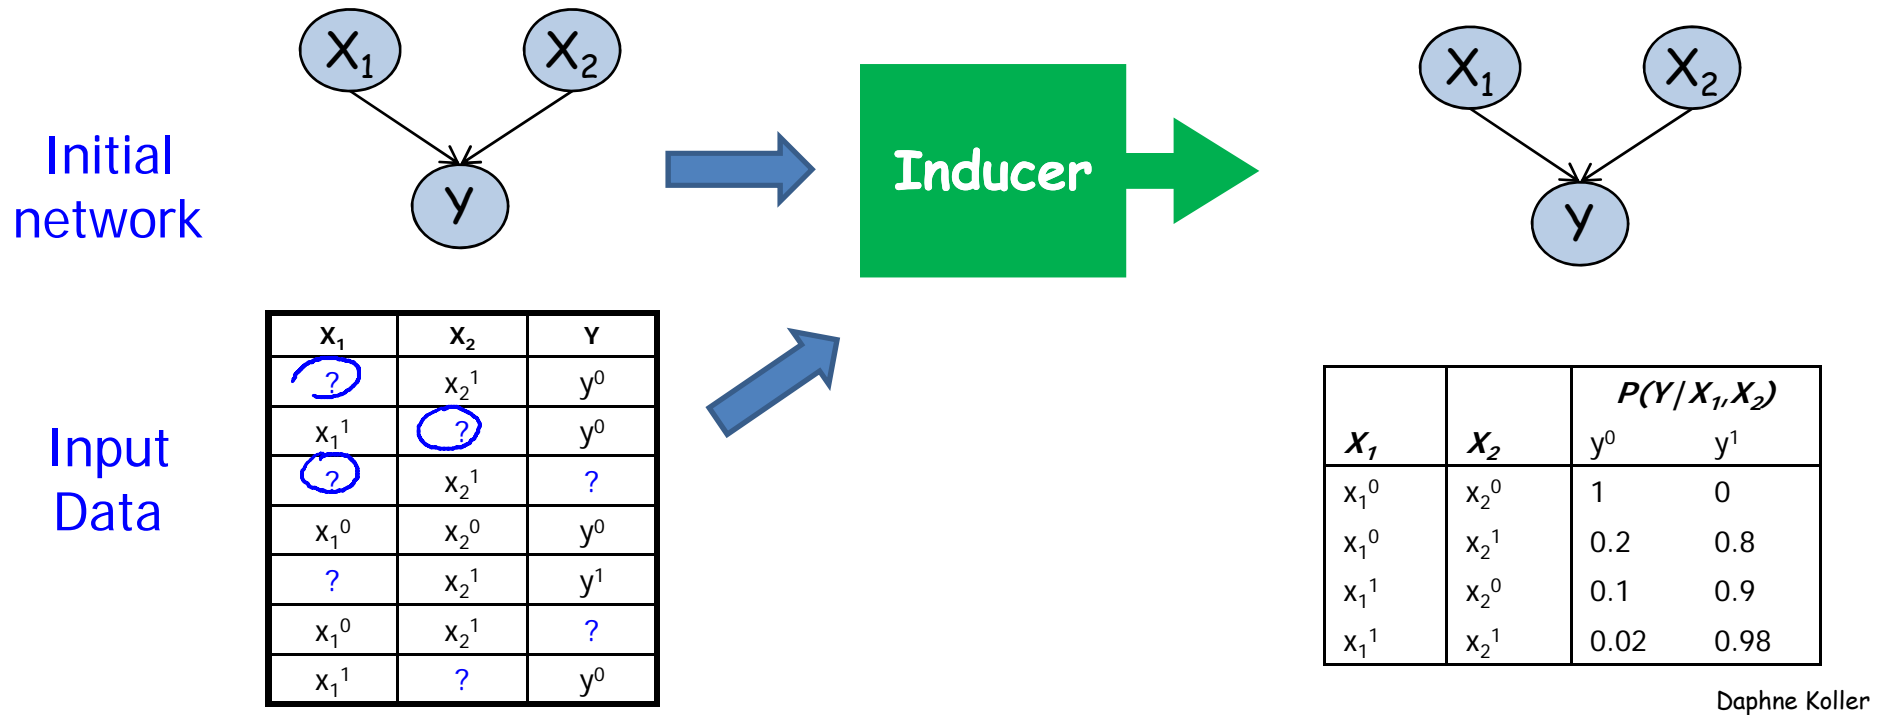 X₁ X₂
Y
Initial
network
Inducer
X₁ X₂
Y
Input
Data
X₁ X₂ Y
? x₂¹ y⁰
x₁¹ ? y⁰
? x₂¹ ?
x₁⁰ x₂⁰ y⁰
? x₂¹ y¹
x₁⁰ x₂¹ ?
x₁¹ ? y⁰
P(Y|X₁,X₂)
X₁ X₂ y⁰ y¹
x₁⁰ x₂⁰ 1 0
x₁⁰ x₂¹ 0.2 0.8
x₁¹ x₂⁰ 0.1 0.9
x₁¹ x₂¹ 0.02 0.98
Daphne Koller